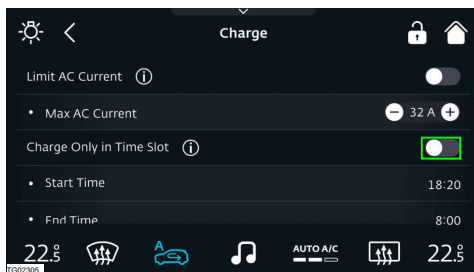 Charge
Limit AC Current
• Max AC Current 32 A
Charge Only in Time Slot
• Start Time 18:20
• End Time 8:00
22.5° A AUTO A/C 22.5°
TG02305